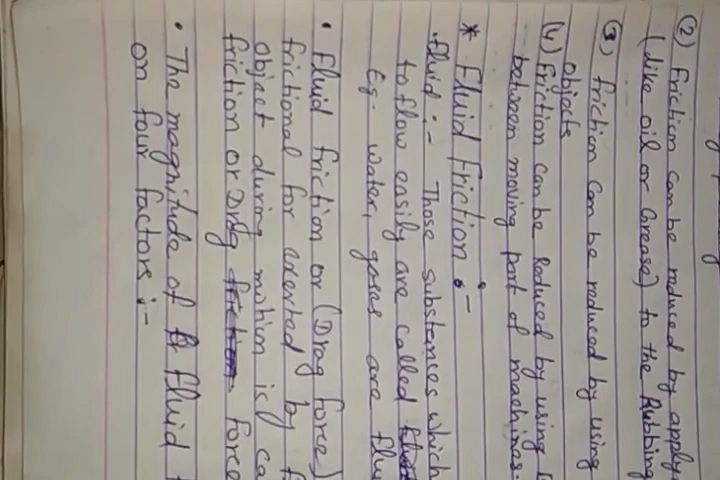 (2) Friction can be reduced by apply
(like oil or Grease) to the Rubbing
(3) friction can be reduced by using
objects
(4) Friction can be Reduced by using
between moving part of machines.
* Fluid friction :-
fluid :- Those substances which
to flow easily are called
Eg. water, gases are flu
• Fluid friction or (Drag force)
frictional for exerted by f
object during motion is ca
friction or Drag force
• The magnitude of fluid f
on four factors :-